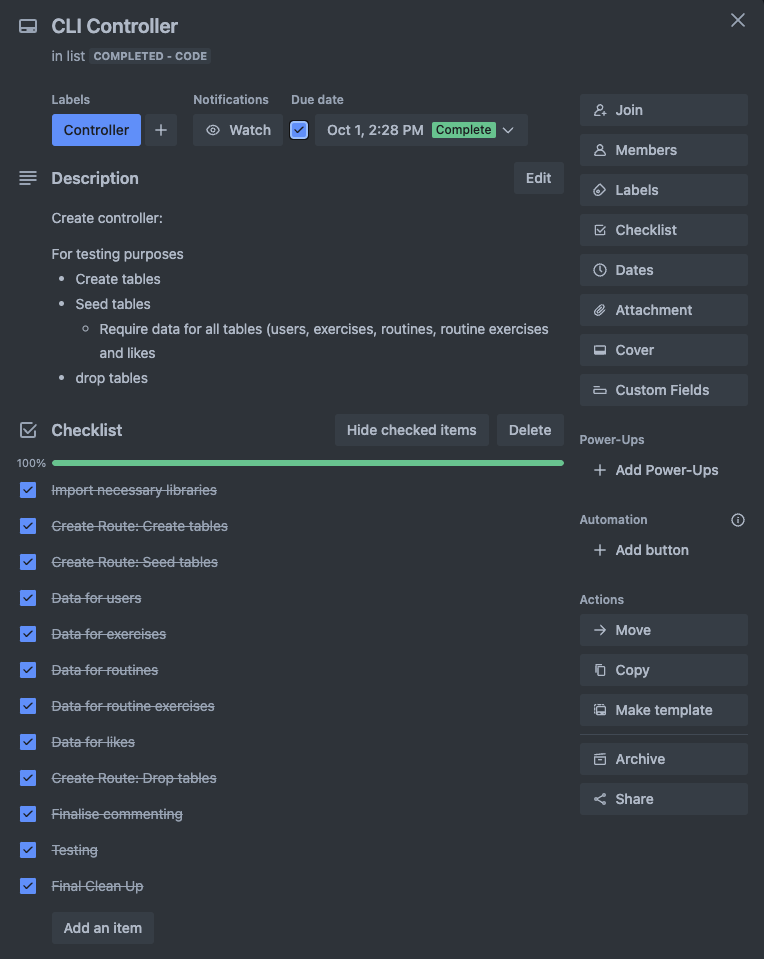 CLI Controller
in list COMPLETED - CODE
Labels
Notifications
Due date
Controller
Watch
Oct 1, 2:28 PM Complete
Description
Edit
Create controller:
For testing purposes
Create tables
Seed tables
Require data for all tables (users, exercises, routines, routine exercises
and likes
drop tables
Checklist
Hide checked items
Delete
100%
Import necessary libraries
Create Route: Create tables
Create Route: Seed tables
Data for users
Data for exercises
Data for routines
Data for routine exercises
Data for likes
Create Route: Drop tables
Finalise commenting
Testing
Final Clean Up
Add an item
Join
Members
Labels
Checklist
Dates
Attachment
Cover
Custom Fields
Power-Ups
Add Power-Ups
Automation
Add button
Actions
Move
Copy
Make template
Archive
Share